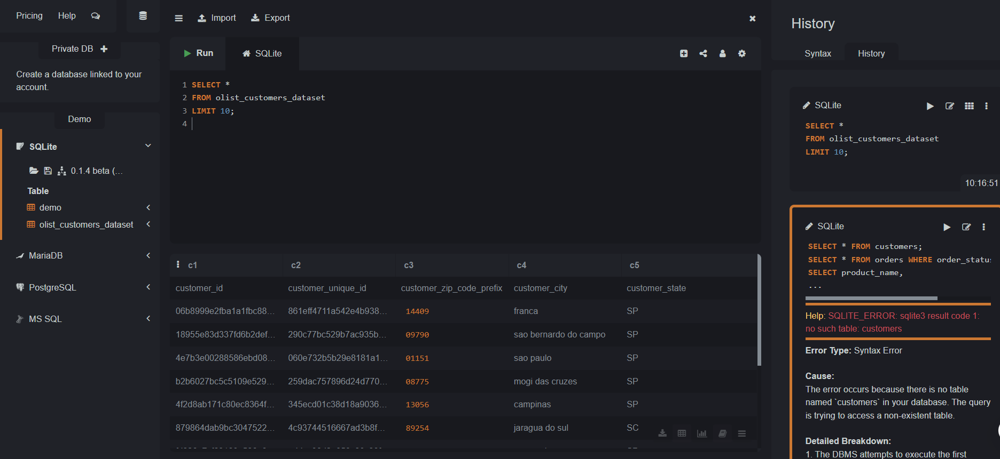 Pricing Help
Import Export
Private DB
Create a database linked to your
account.
Demo
SQLite
0.1.4 beta (...
Table
demo
olist_customers_dataset
MariaDB
PostgreSQL
MS SQL
Run SQLite
1 SELECT *
2 FROM olist_customers_dataset
3 LIMIT 10;
4
c1 c2 c3 c4 c5
customer_id customer_unique_id customer_zip_code_prefix customer_city customer_state
06b8999e2fba1a1fbc88... 861eff4711a542e4b938... 14409 franca SP
18955e83d337fd6b2def... 290c77bc529b7ac935b... 09790 sao bernardo do campo SP
4e7b3e00288586ebd08... 060e732b5b29e8181a1... 01151 sao paulo SP
b2b6027bc5c5109e529... 259dac757896d24d770... 08775 mogi das cruzes SP
4f2d8ab171c80ec8364f... 345ecd01c38d18a9036... 13056 campinas SP
879864dab9bc3047522... 4c93744516667ad3b8f... 89254 jaragua do sul SC
History
Syntax History
SQLite
SELECT *
FROM olist_customers_dataset
LIMIT 10;
10:16:51
SQLite
SELECT * FROM customers;
SELECT * FROM orders WHERE order_status
SELECT product_name,
...
Help: SQLITE_ERROR: sqlite3 result code 1:
no such table: customers
Error Type: Syntax Error
Cause:
The error occurs because there is no table
named `customers` in your database. The query
is trying to access a non-existent table.
Detailed Breakdown:
1. The DBMS attempts to execute the first